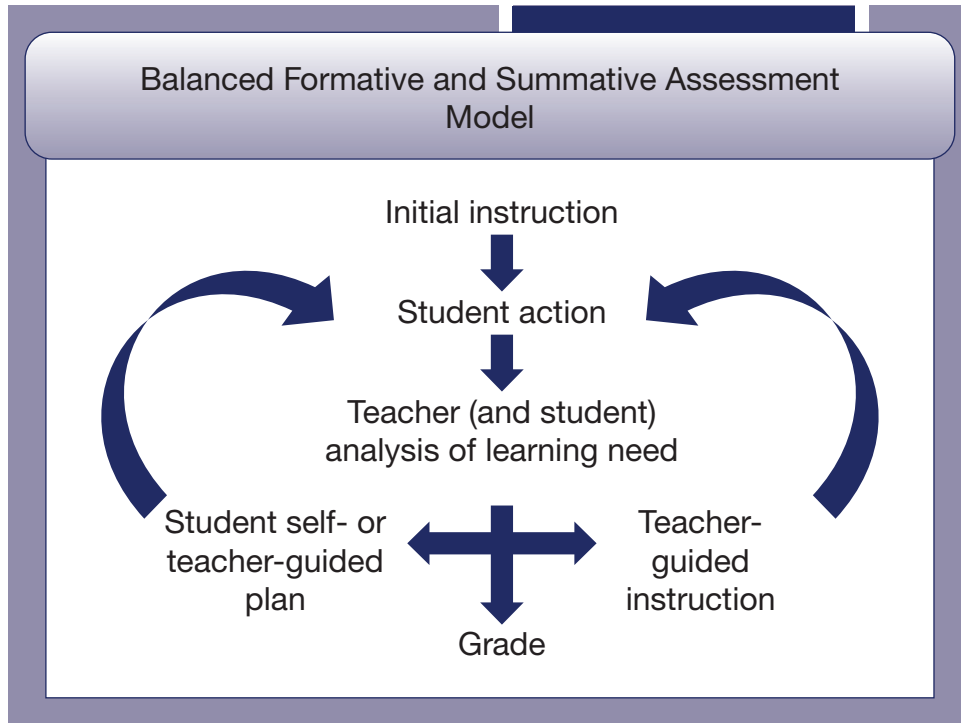 Balanced Formative and Summative Assessment
Model
Initial instruction
Student action
Teacher (and student)
analysis of learning need
Student self- or
teacher-guided
plan
Teacher-
guided
instruction
Grade